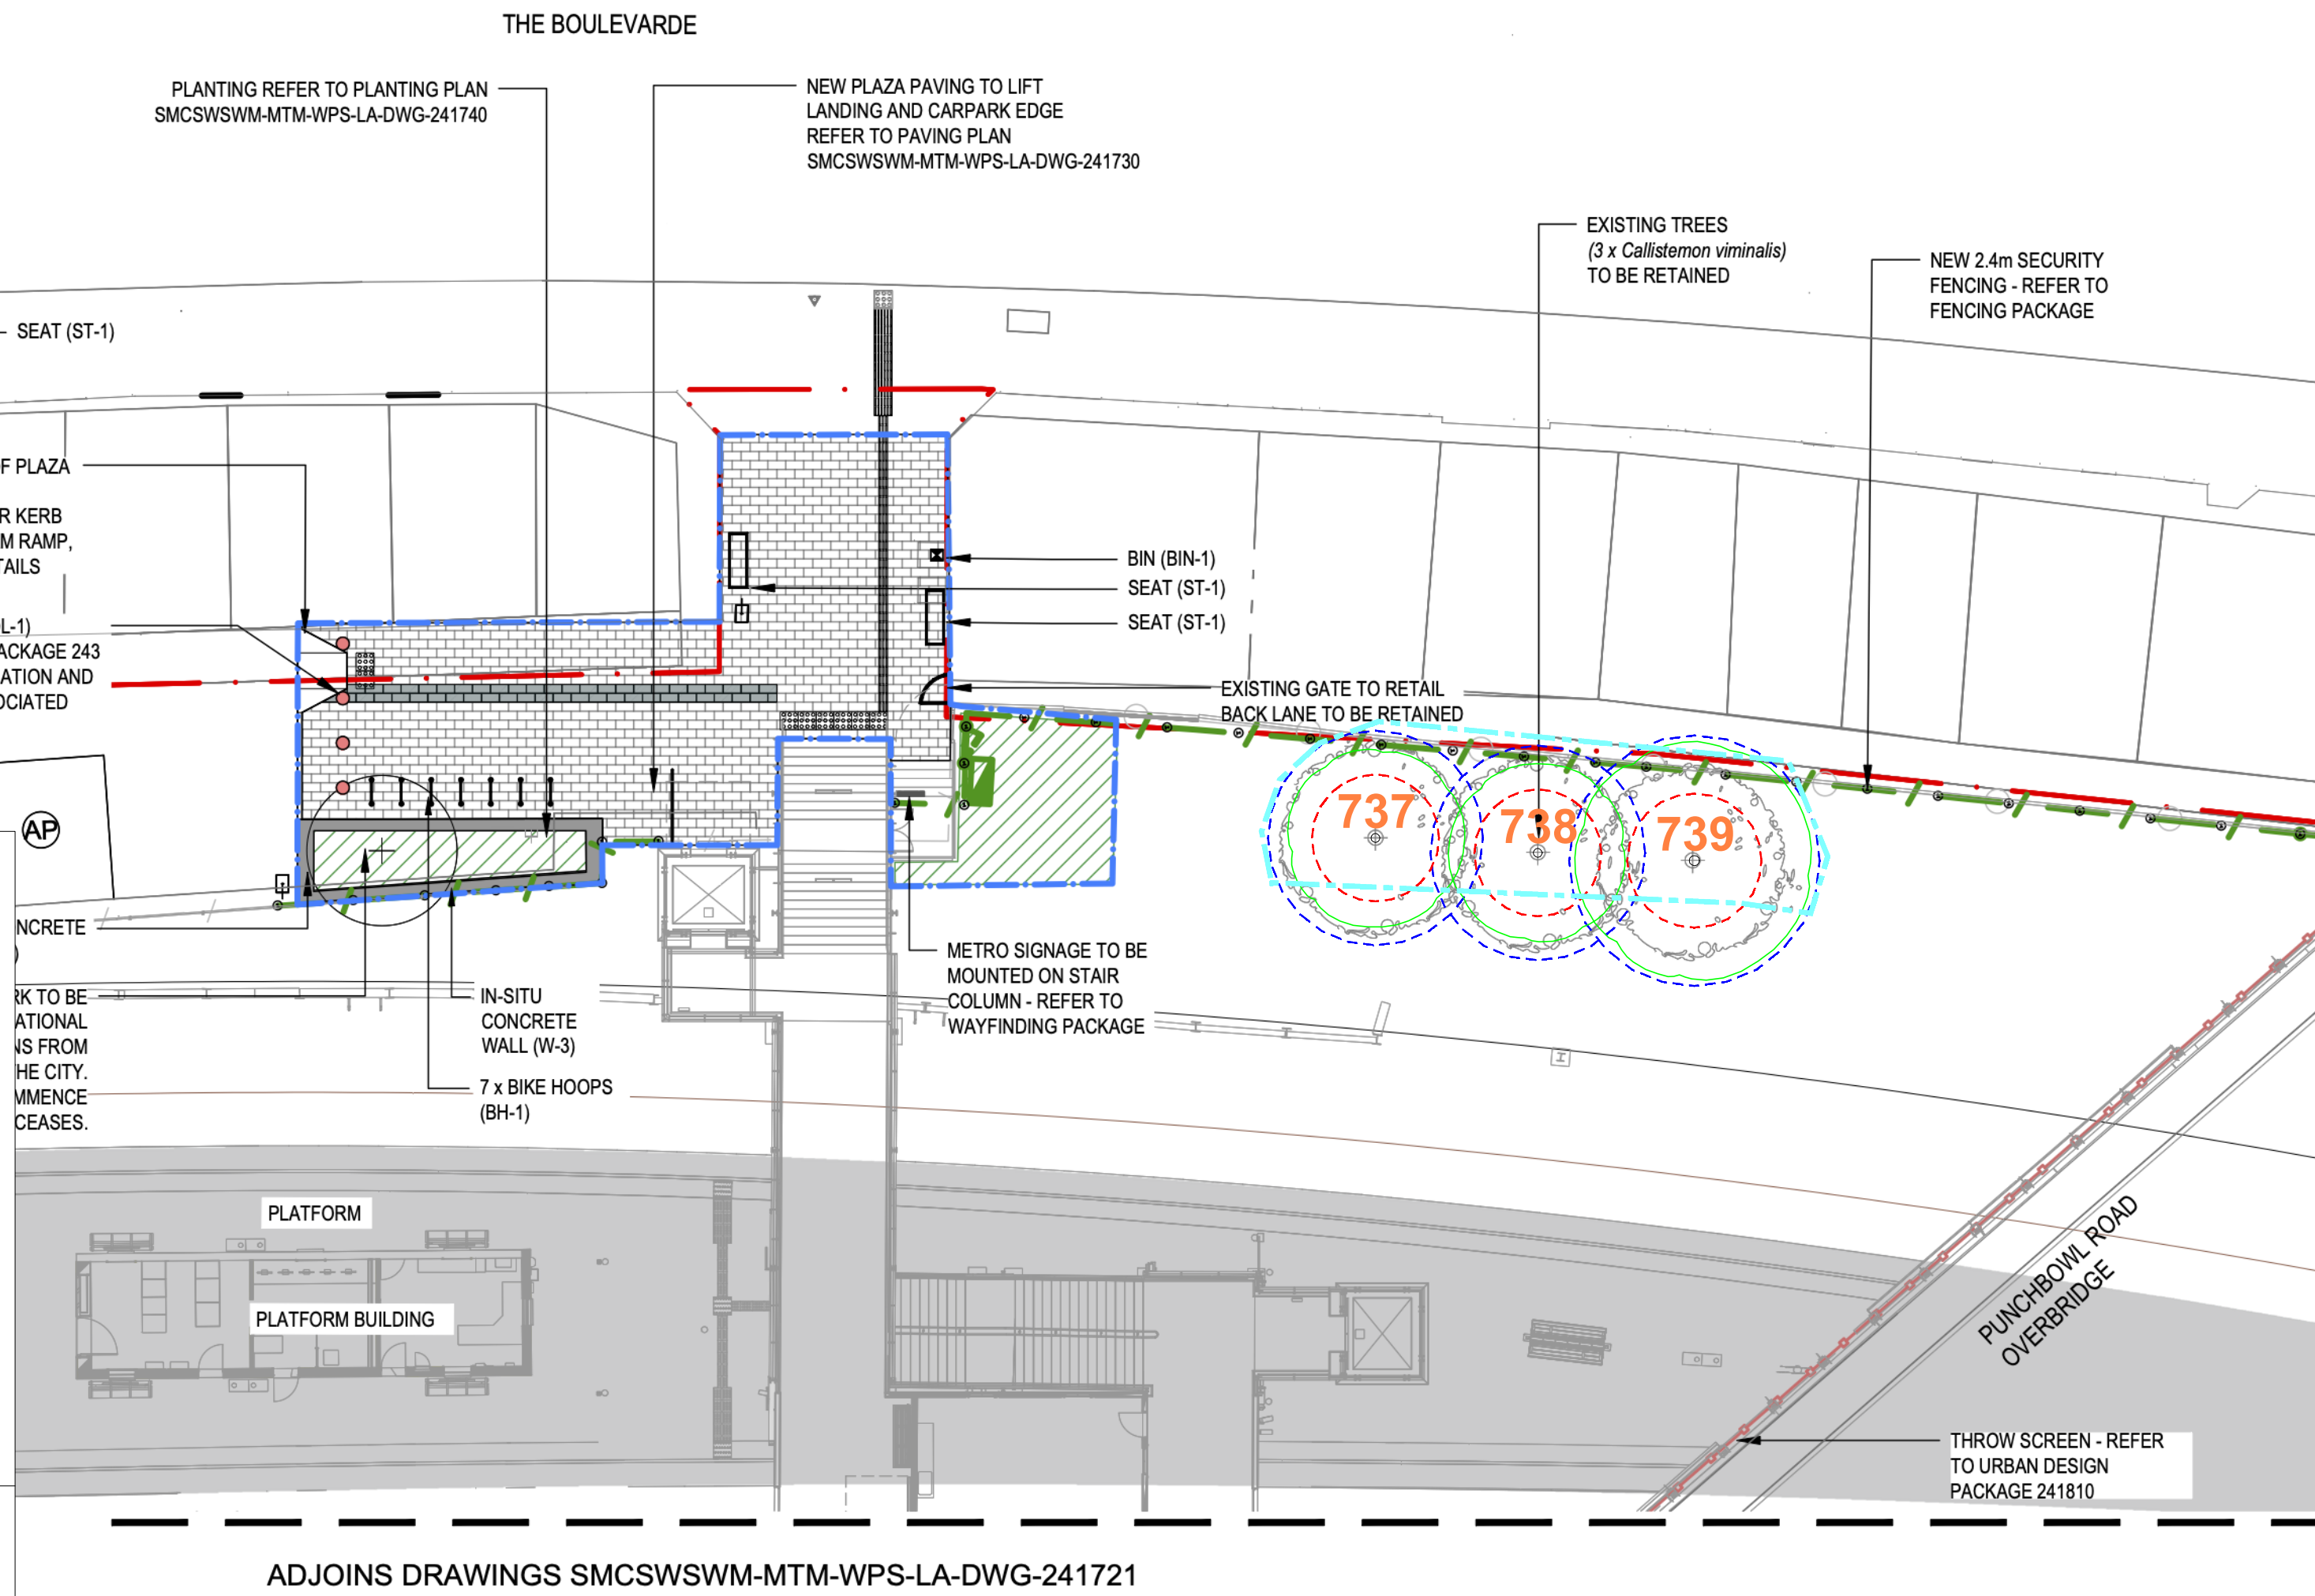 THE BOULEVARDE
PLANTING REFER TO PLANTING PLAN
SMCSWSWM-MTM-WPS-LA-DWG-241740
NEW PLAZA PAVING TO LIFT
LANDING AND CARPARK EDGE
REFER TO PAVING PLAN
SMCSWSWM-MTM-WPS-LA-DWG-241730
EXISTING TREES
(3 x Callistemon viminalis)
TO BE RETAINED
NEW 2.4m SECURITY
FENCING - REFER TO
FENCING PACKAGE
SEAT (ST-1)
OF PLAZA
R KERB
M RAMP,
TAILS
L-1)
ACKAGE 243
ATION AND
OCIATED
BIN (BIN-1)
SEAT (ST-1)
SEAT (ST-1)
EXISTING GATE TO RETAIL
BACK LANE TO BE RETAINED
737
738
739
AP
NCRETE
)
RK TO BE
ATIONAL
NS FROM
HE CITY.
MMENCE
CEASES.
IN-SITU
CONCRETE
WALL (W-3)
7 x BIKE HOOPS
(BH-1)
METRO SIGNAGE TO BE
MOUNTED ON STAIR
COLUMN - REFER TO
WAYFINDING PACKAGE
PLATFORM
PLATFORM BUILDING
PUNCHBOWL ROAD
OVERBRIDGE
THROW SCREEN - REFER
TO URBAN DESIGN
PACKAGE 241810
ADJOINS DRAWINGS SMCSWSWM-MTM-WPS-LA-DWG-241721